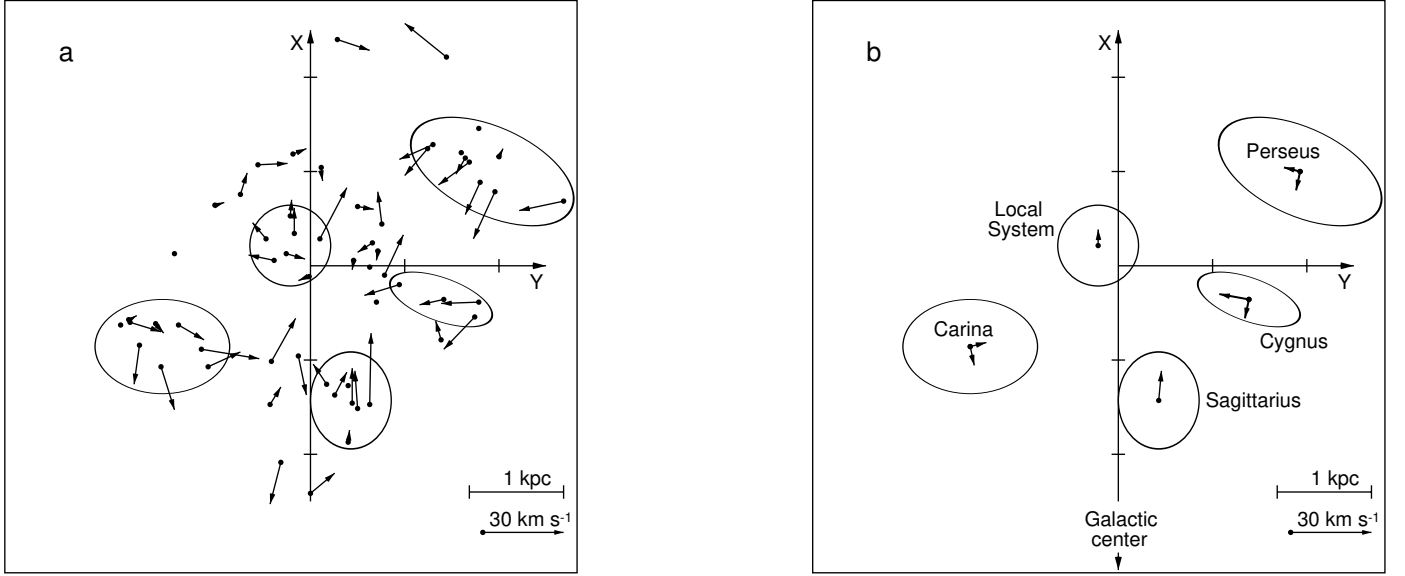 a
X
Y
1 kpc
30 km s-1
b
X
Perseus
Local
System
Y
Carina
Cygnus
Sagittarius
1 kpc
Galactic
center
30 km s-1